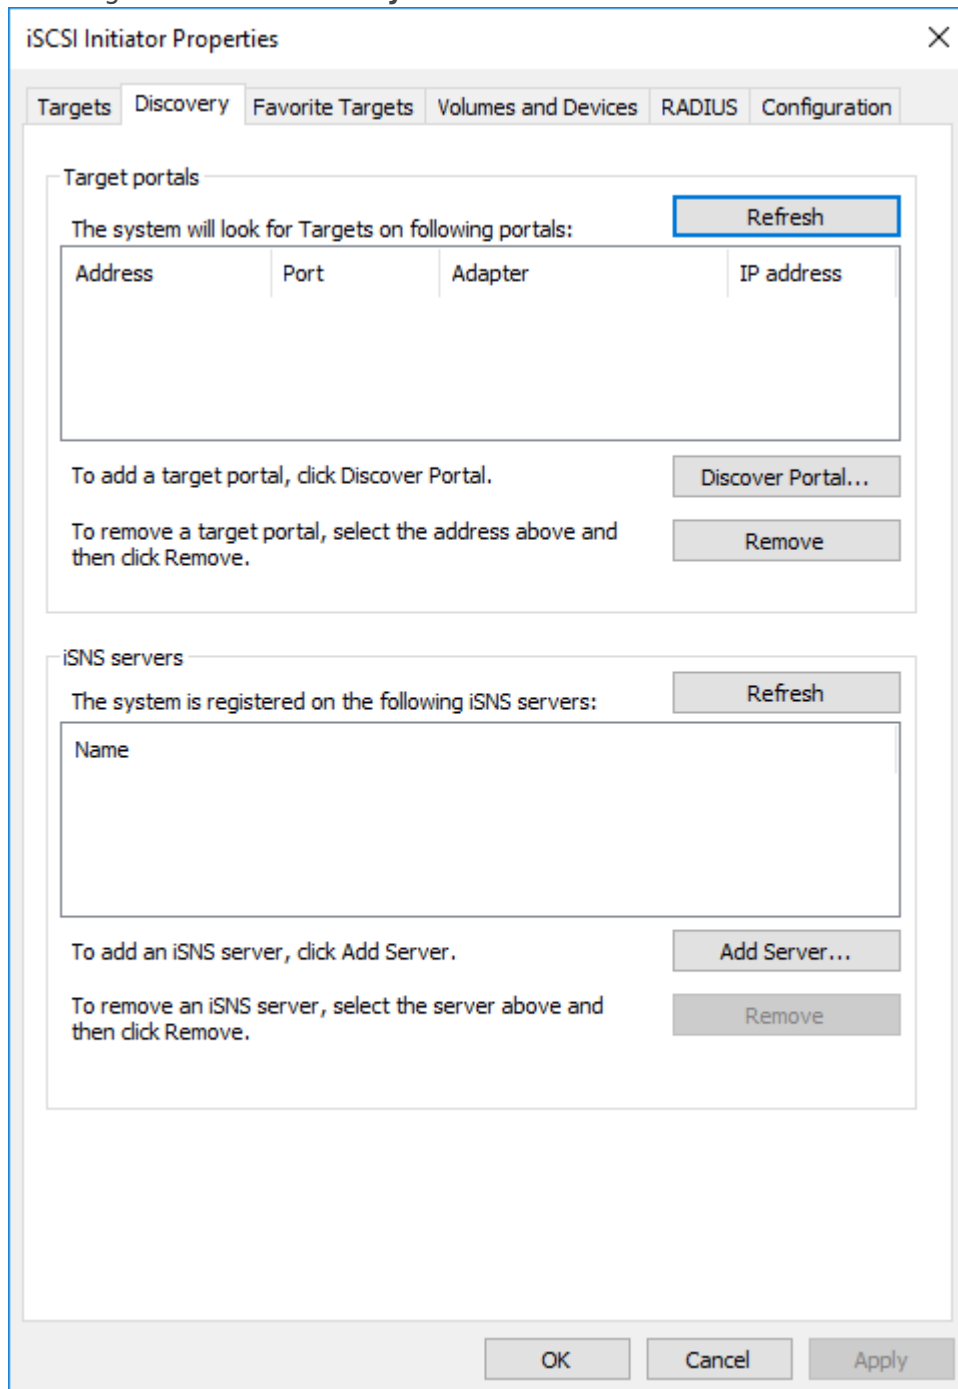 iSCSI Initiator Properties
Targets Discovery Favorite Targets Volumes and Devices RADIUS Configuration
Target portals
The system will look for Targets on following portals:
Refresh
Address Port Adapter IP address
To add a target portal, click Discover Portal.
Discover Portal...
To remove a target portal, select the address above and
then click Remove.
Remove
iSNS servers
The system is registered on the following iSNS servers:
Refresh
Name
To add an iSNS server, click Add Server.
Add Server...
To remove an iSNS server, select the server above and
then click Remove.
Remove
OK Cancel Apply